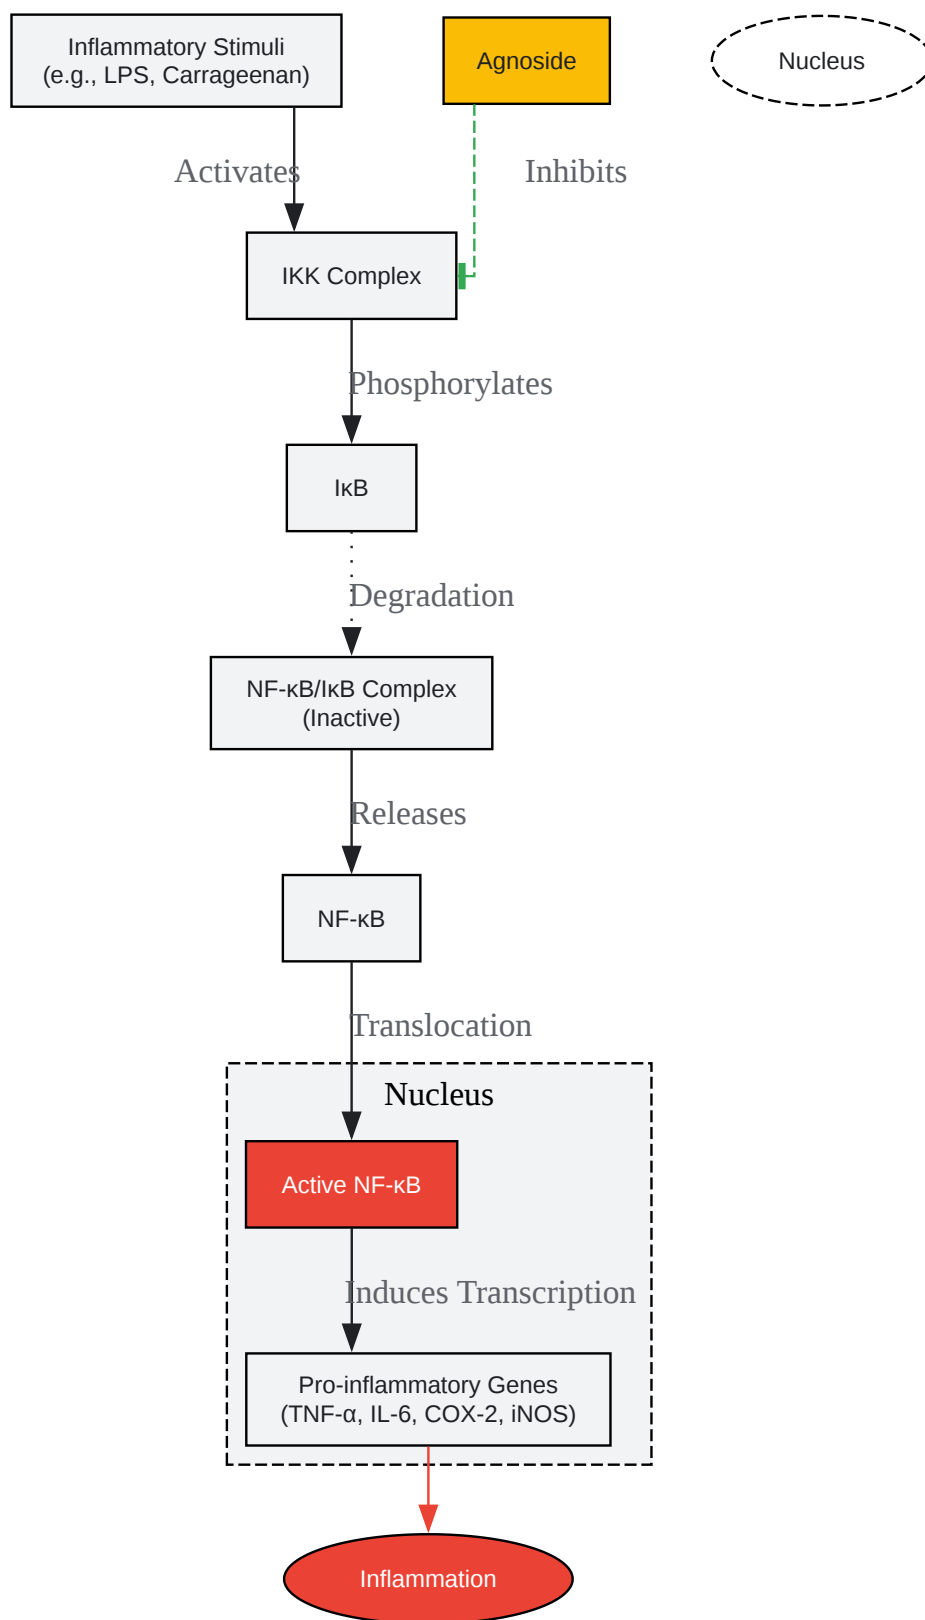 Inflammatory Stimuli
(e.g., LPS, Carrageenan)
Agnoside
Nucleus
Activates
Inhibits
IKK Complex
Phosphorylates
IκB
Degradation
NF-κB/IκB Complex
(Inactive)
Releases
NF-κB
Translocation
Nucleus
Active NF-κB
Induces Transcription
Pro-inflammatory Genes
(TNF-α, IL-6, COX-2, iNOS)
Inflammation